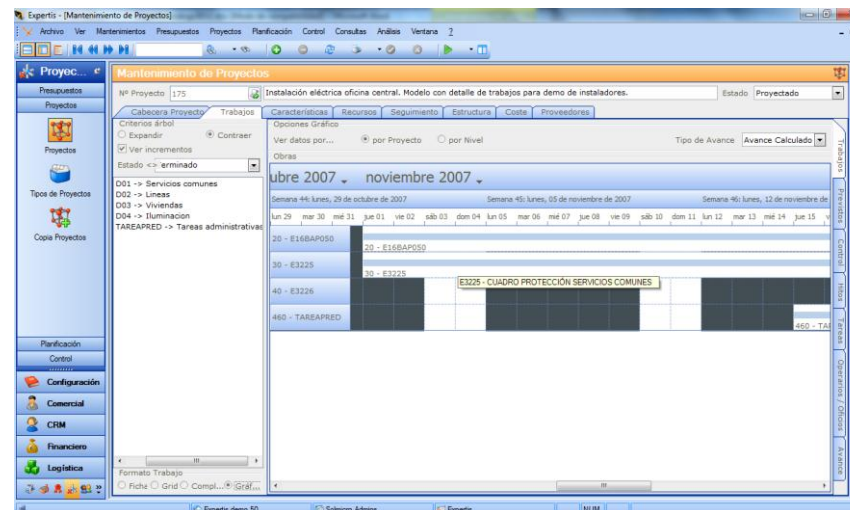 Expertis - [Mantenimiento de Proyectos]
Archivo Ver Mantenimientos Presupuestos Proyectos Planificación Control Consultas Análisis Ventana ?
Proyec...
Mantenimiento de Proyectos
Presupuestos
Nº Proyecto 175 Instalación eléctrica oficina central. Modelo con detalle de trabajos para demo de instaladores. Estado Proyectado
Proyectos
Cabecera Proyecto Trabajos Características Recursos Seguimiento Estructura Coste Proveedores
Criterios árbol
Opciones Gráfico
Expandir Contraer
Ver datos por... por Proyecto por Nivel Tipo de Avance Avance Calculado
Ver incrementos
Obras
Estado <> erminado
ubre 2007 noviembre 2007
Proyectos
D01 -> Servicios comunes
D02 -> Lineas
D03 -> Viviendas
D04 -> Iluminacion
TAREAPRED -> Tareas administrativas
Tipos de Proyectos
Copia Proyectos
Semana 44: lunes, 29 de octubre de 2007 Semana 45: lunes, 05 de noviembre de 2007 Semana 46: lunes, 12 de noviembre de
lun 29 mar 30 mié 31 jue 01 vie 02 sáb 03 dom 04 lun 05 mar 06 mié 07 jue 08 vie 09 sáb 10 dom 11 lun 12 mar 13 mié 14 jue 15 v
20 - E16BAP050
20 - E16BAP050
30 - E3225
30 - E3225
E3225 - CUADRO PROTECCIÓN SERVICIOS COMUNES
40 - E3226
460 - TAREAPRED
460 - TAI
Trabajos
Previstos
Control
Hitos
Tareas
Operarios / Oficios
Avance
Planificación
Control
Configuración
Comercial
CRM
Financiero
Logística
Formato Trabajo
Ficha Grid Compl... Gráf...
Expertis demo 50 Expertis NUM